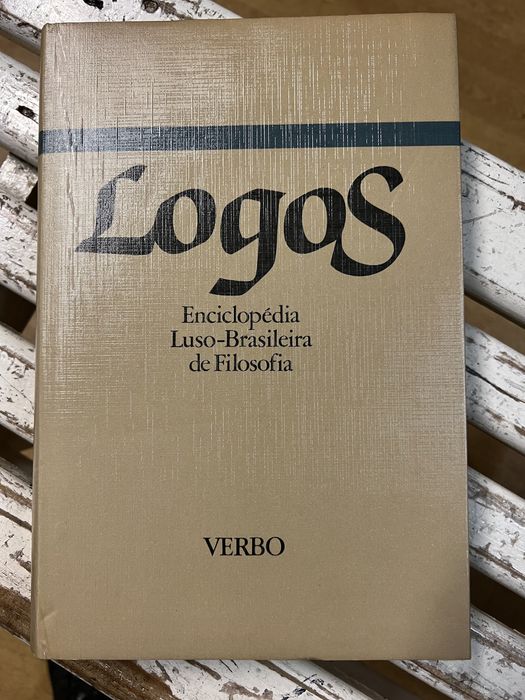 Logos
Enciclopédia
Luso-Brasileira
de Filosofia
VERBO